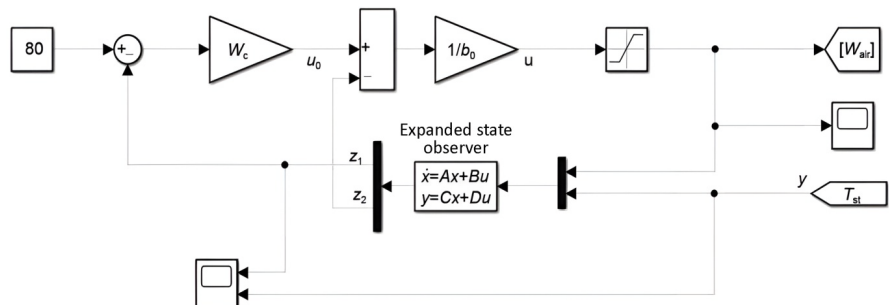 80
+
−
W_c
u_0
+
−
1/b_0
u
[W_air]
Expanded state
observer
z_1
ẋ=Ax+Bu
y=Cx+Du
z_2
y
T_st